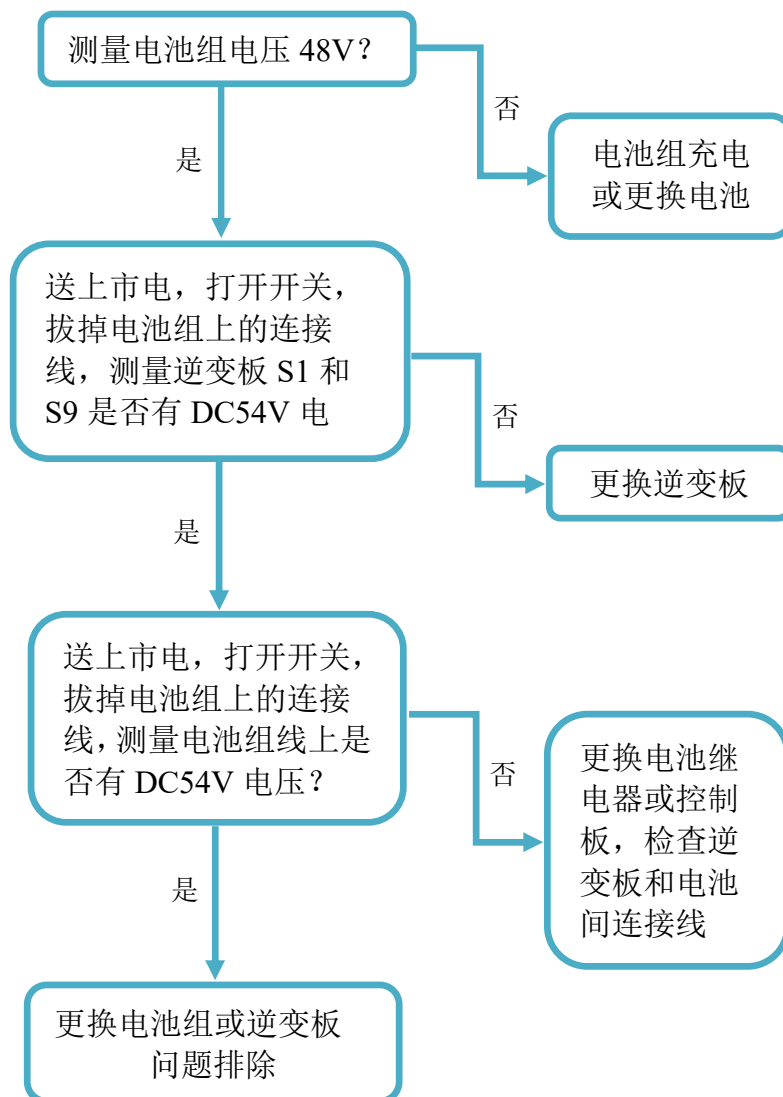 测量电池组电压 48V？
否
电池组充电
或更换电池
是
送上市电，打开开关，
拔掉电池组上的连接
线，测量逆变板 S1 和
S9 是否有 DC54V 电
否
更换逆变板
是
送上市电，打开开关，
拔掉电池组上的连接
线，测量电池组线上是
否有 DC54V 电压？
否
更换电池继
电器或控制
板，检查逆
变板和电池
间连接线
是
更换电池组或逆变板
问题排除